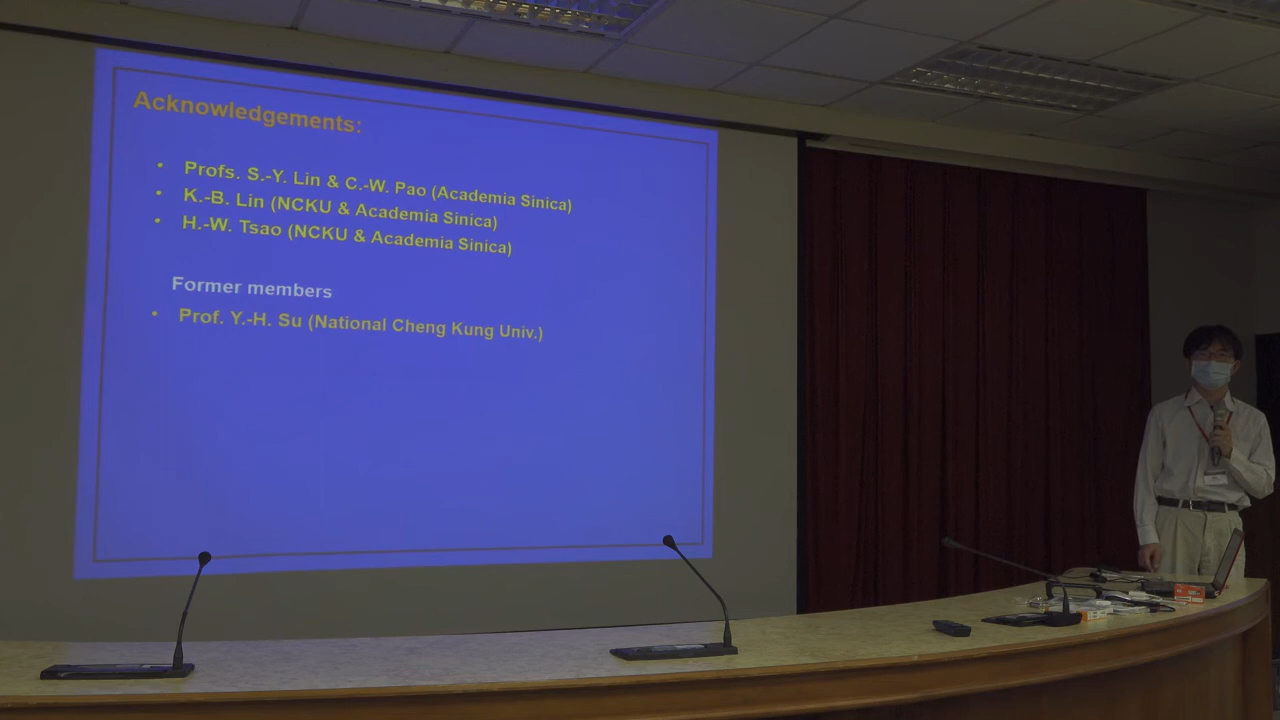 Acknowledgements:
• Profs. S.-Y. Lin & C.-W. Pao (Academia Sinica)
• K.-B. Lin (NCKU & Academia Sinica)
• H.-W. Tsao (NCKU & Academia Sinica)
Former members
• Prof. Y.-H. Su (National Cheng Kung Univ.)